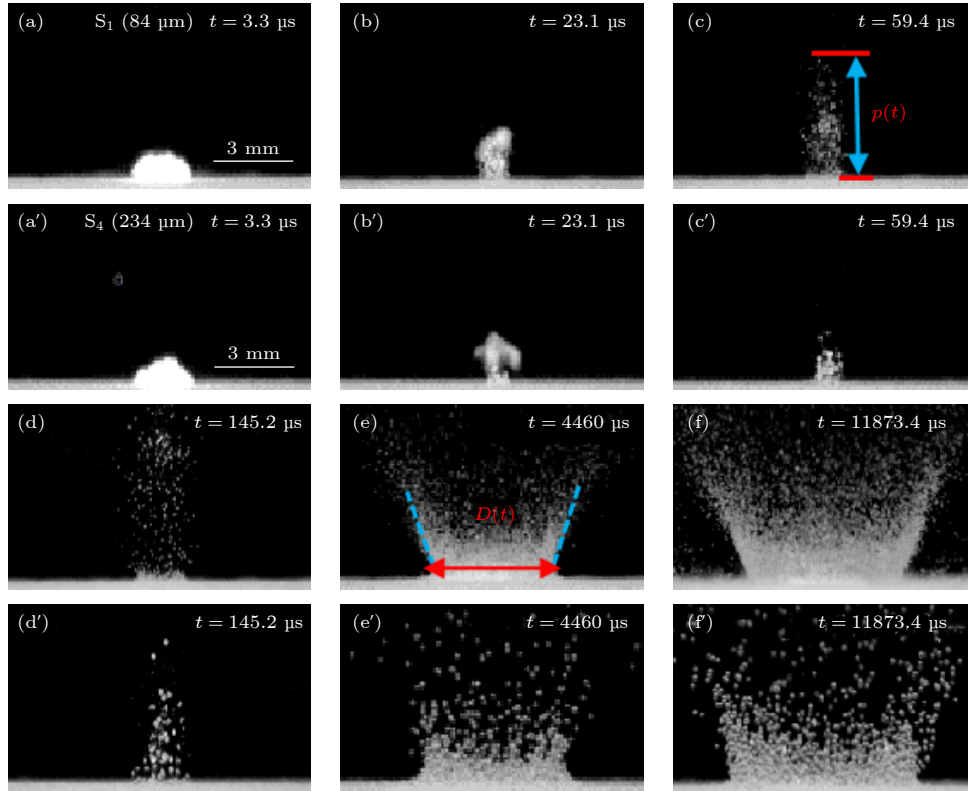 (a) S₁ (84 µm) t = 3.3 µs
(b) t = 23.1 µs
(c) t = 59.4 µs
p(t)
3 mm
(a′) S₄ (234 µm) t = 3.3 µs
(b′) t = 23.1 µs
(c′) t = 59.4 µs
3 mm
(d) t = 145.2 µs
(e) t = 4460 µs
(f) t = 11873.4 µs
D(t)
(d′) t = 145.2 µs
(e′) t = 4460 µs
(f′) t = 11873.4 µs